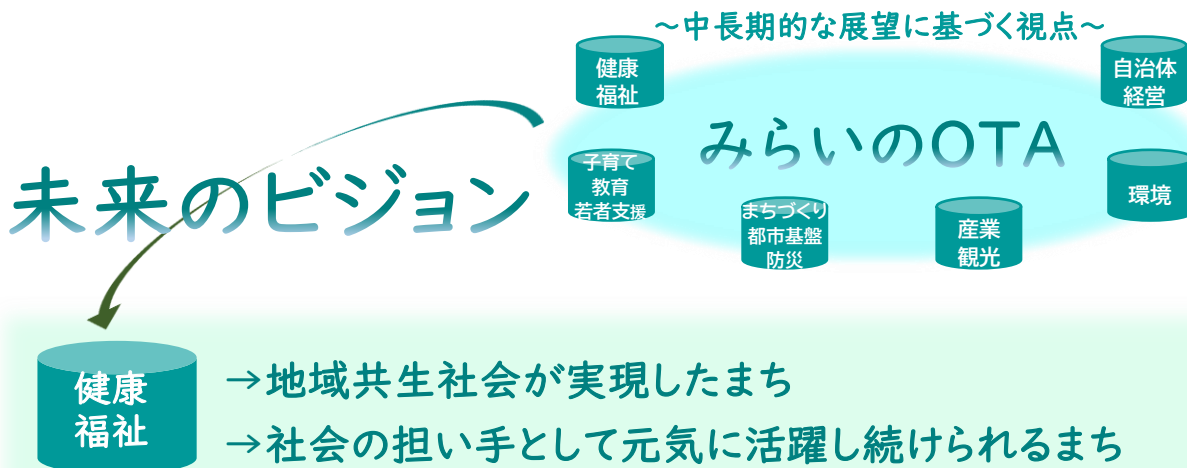 ～中長期的な展望に基づく視点～
健康
福祉
自治体
経営
みらいのOTA
未来のビジョン
子育て
教育
若者支援
環境
まちづくり
都市基盤
防災
産業
観光
健康
福祉
→地域共生社会が実現したまち
→社会の担い手として元気に活躍し続けられるまち